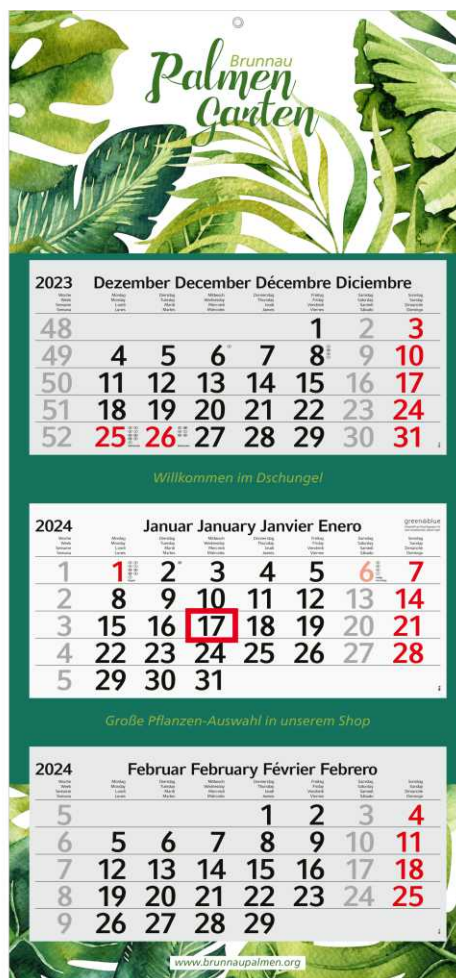 Brunnau
Palmen
Garten
2023 Dezember December Décembre Diciembre
48 1 2 3
49 4 5 6 7 8 9 10
50 11 12 13 14 15 16 17
51 18 19 20 21 22 23 24
52 25 26 27 28 29 30 31
Willkommen im Dschungel
2024 Januar January Janvier Enero
green&blue
1 1 2 3 4 5 6 7
2 8 9 10 11 12 13 14
3 15 16 17 18 19 20 21
4 22 23 24 25 26 27 28
5 29 30 31
Große Pflanzen-Auswahl in unserem Shop
2024 Februar February Février Febrero
5 1 2 3 4
6 5 6 7 8 9 10 11
7 12 13 14 15 16 17 18
8 19 20 21 22 23 24 25
9 26 27 28 29
www.brunnaupalmen.org